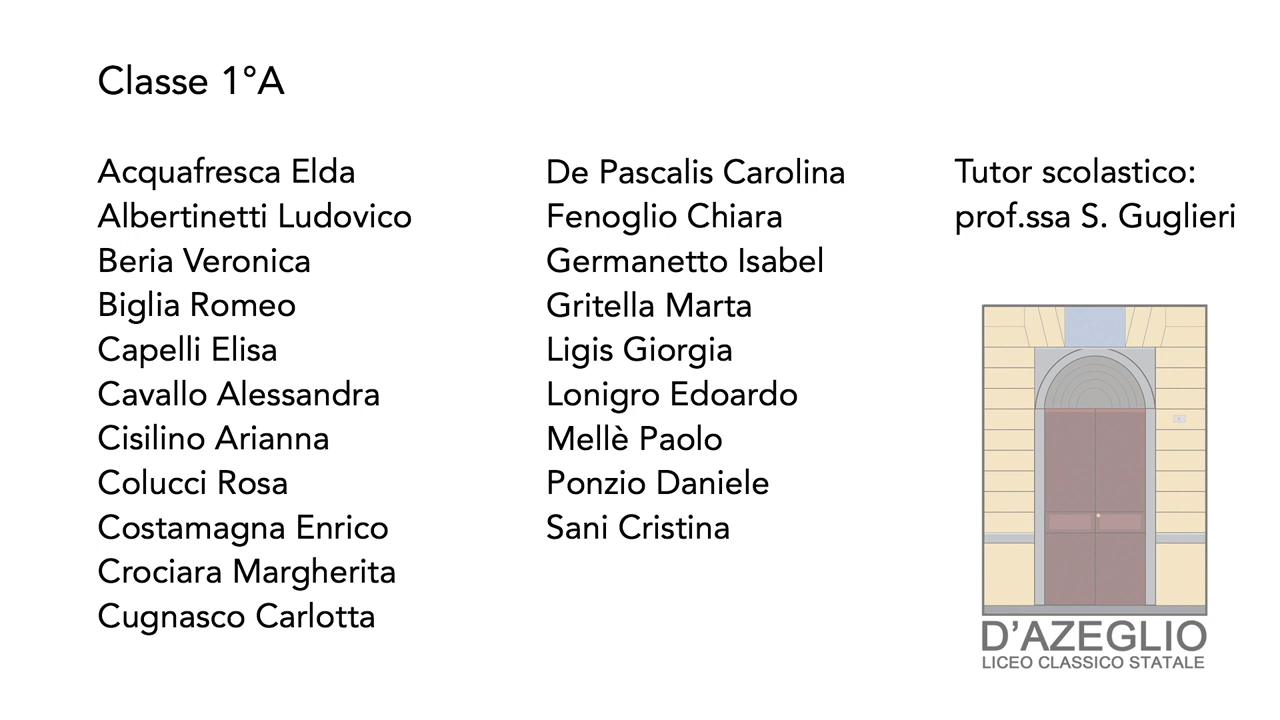 Classe 1°A
Acquafresca Elda
Albertinetti Ludovico
Beria Veronica
Biglia Romeo
Capelli Elisa
Cavallo Alessandra
Cisilino Arianna
Colucci Rosa
Costamagna Enrico
Crociara Margherita
Cugnasco Carlotta
De Pascalis Carolina
Fenoglio Chiara
Germanetto Isabel
Gritella Marta
Ligis Giorgia
Lonigro Edoardo
Mellè Paolo
Ponzio Daniele
Sani Cristina
Tutor scolastico:
prof.ssa S. Guglieri
D'AZEGLIO
LICEO CLASSICO STATALE